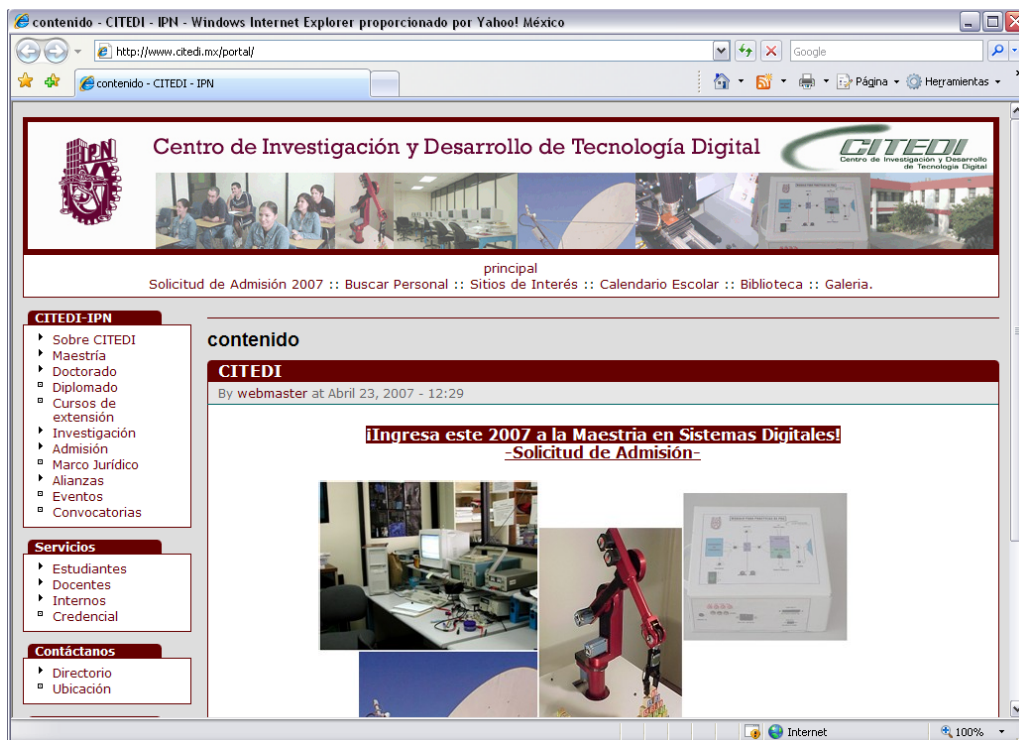 contenido - CITEDI - IPN - Windows Internet Explorer proporcionado por Yahoo! México
http://www.citedi.mx/portal/
Google
contenido - CITEDI - IPN
Página
Herramientas
IPN
Centro de Investigación y Desarrollo de Tecnología Digital
CITEDI
Centro de Investigación y Desarrollo
de Tecnología Digital
principal
Solicitud de Admisión 2007 :: Buscar Personal :: Sitios de Interés :: Calendario Escolar :: Biblioteca :: Galeria.
CITEDI-IPN
Sobre CITEDI
Maestría
Doctorado
Diplomado
Cursos de
extensión
Investigación
Admisión
Marco Jurídico
Alianzas
Eventos
Convocatorias
Servicios
Estudiantes
Docentes
Internos
Credencial
Contáctanos
Directorio
Ubicación
contenido
CITEDI
By webmaster at Abril 23, 2007 - 12:29
¡Ingresa este 2007 a la Maestria en Sistemas Digitales!
-Solicitud de Admisión-
Internet
100%